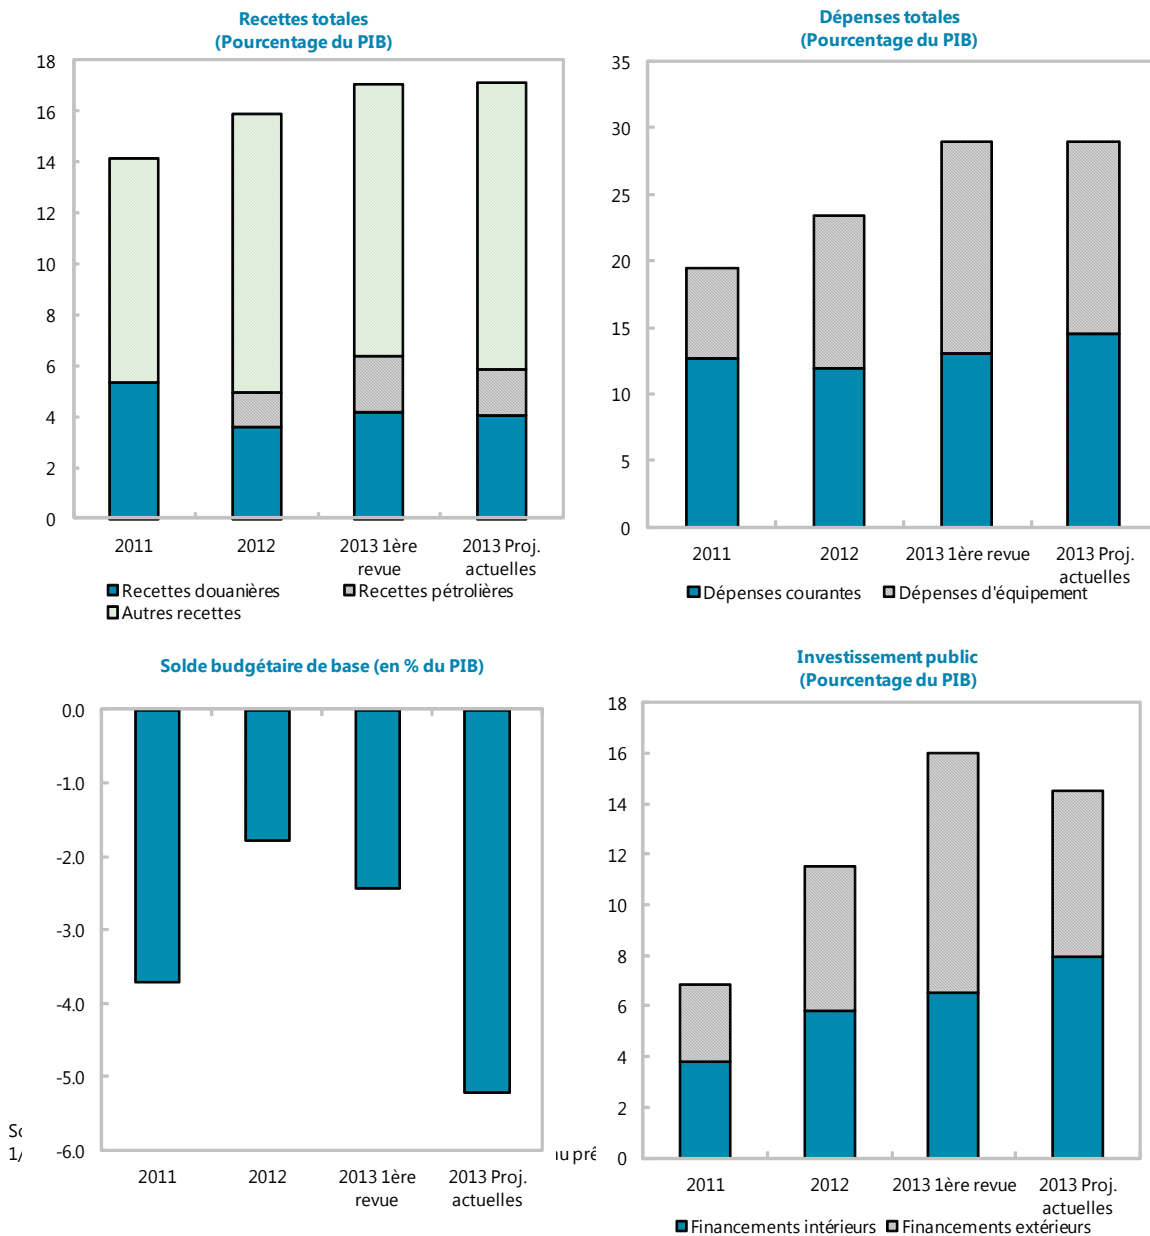 Recettes totales
(Pourcentage du PIB)
18
16
14
12
10
8
6
4
2
0
2011
2012
2013 1ère revue
2013 Proj. actuelles
Recettes douanières
Recettes pétrolières
Autres recettes
Dépenses totales
(Pourcentage du PIB)
35
30
25
20
15
10
5
0
2011
2012
2013 1ère revue
2013 Proj. actuelles
Dépenses courantes
Dépenses d'équipement
Solde budgétaire de base (en % du PIB)
0.0
-1.0
-2.0
-3.0
-4.0
-5.0
-6.0
2011
2012
2013 1ère revue
2013 Proj. actuelles
1/
Investissement public
(Pourcentage du PIB)
18
16
14
12
10
8
6
4
2
0
2011
2012
2013 1ère revue
2013 Proj. actuelles
Financements intérieurs
Financements extérieurs